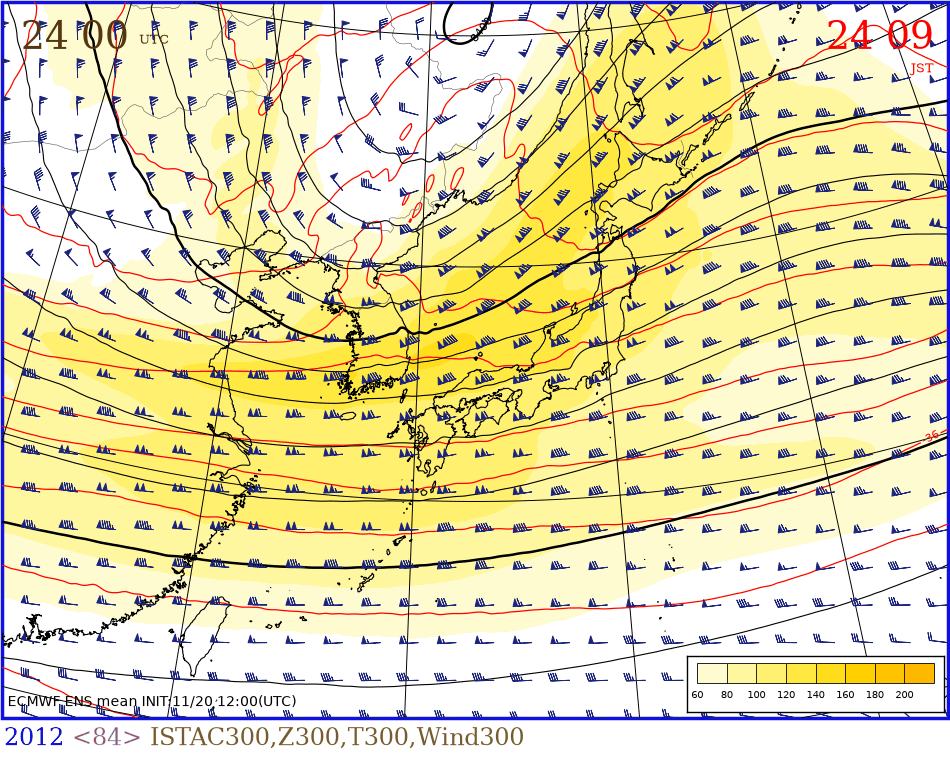 24 00 UTC
24 09
JST
-36
60 80 100 120 140 160 180 200
ECMWF ENS mean INIT:11/20 12:00(UTC)
2012 <84> ISTAC300,Z300,T300,Wind300